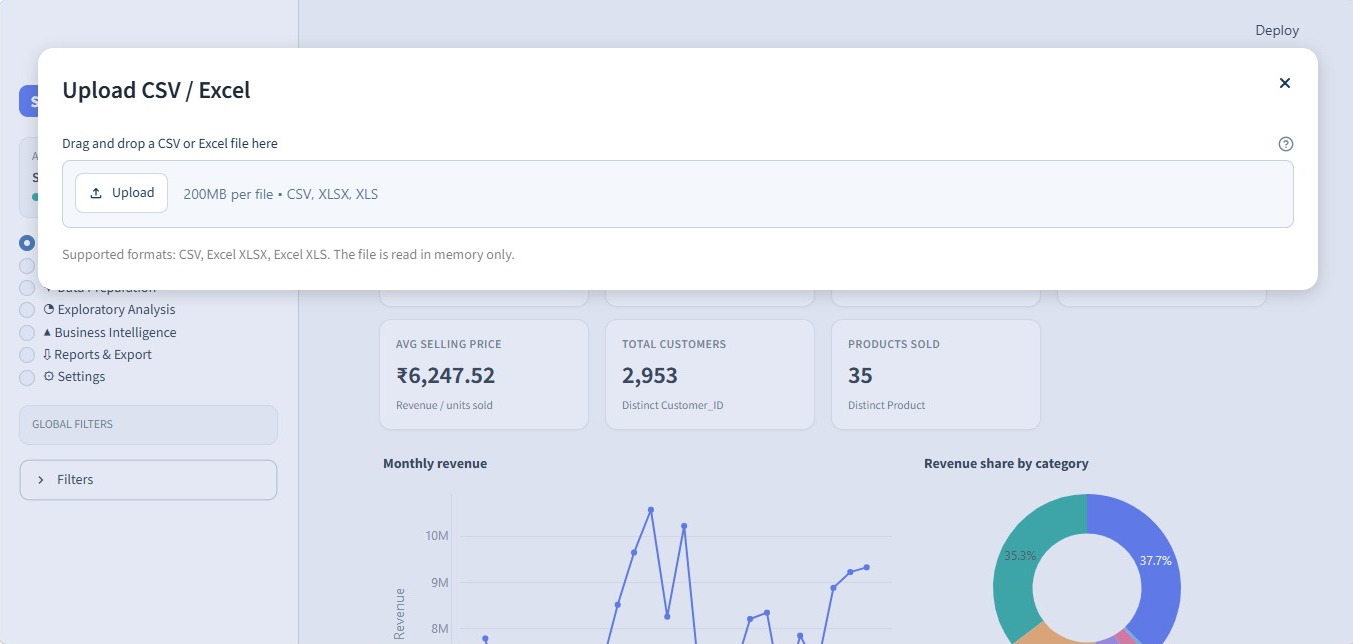 Deploy
Upload CSV / Excel
Drag and drop a CSV or Excel file here
Upload
200MB per file • CSV, XLSX, XLS
Supported formats: CSV, Excel XLSX, Excel XLS. The file is read in memory only.
S
A
S
Data Preparation
Exploratory Analysis
Business Intelligence
Reports & Export
Settings
GLOBAL FILTERS
Filters
AVG SELLING PRICE
₹6,247.52
Revenue / units sold
TOTAL CUSTOMERS
2,953
Distinct Customer_ID
PRODUCTS SOLD
35
Distinct Product
Monthly revenue
10M
9M
8M
Revenue
Revenue share by category
35.3%
37.7%